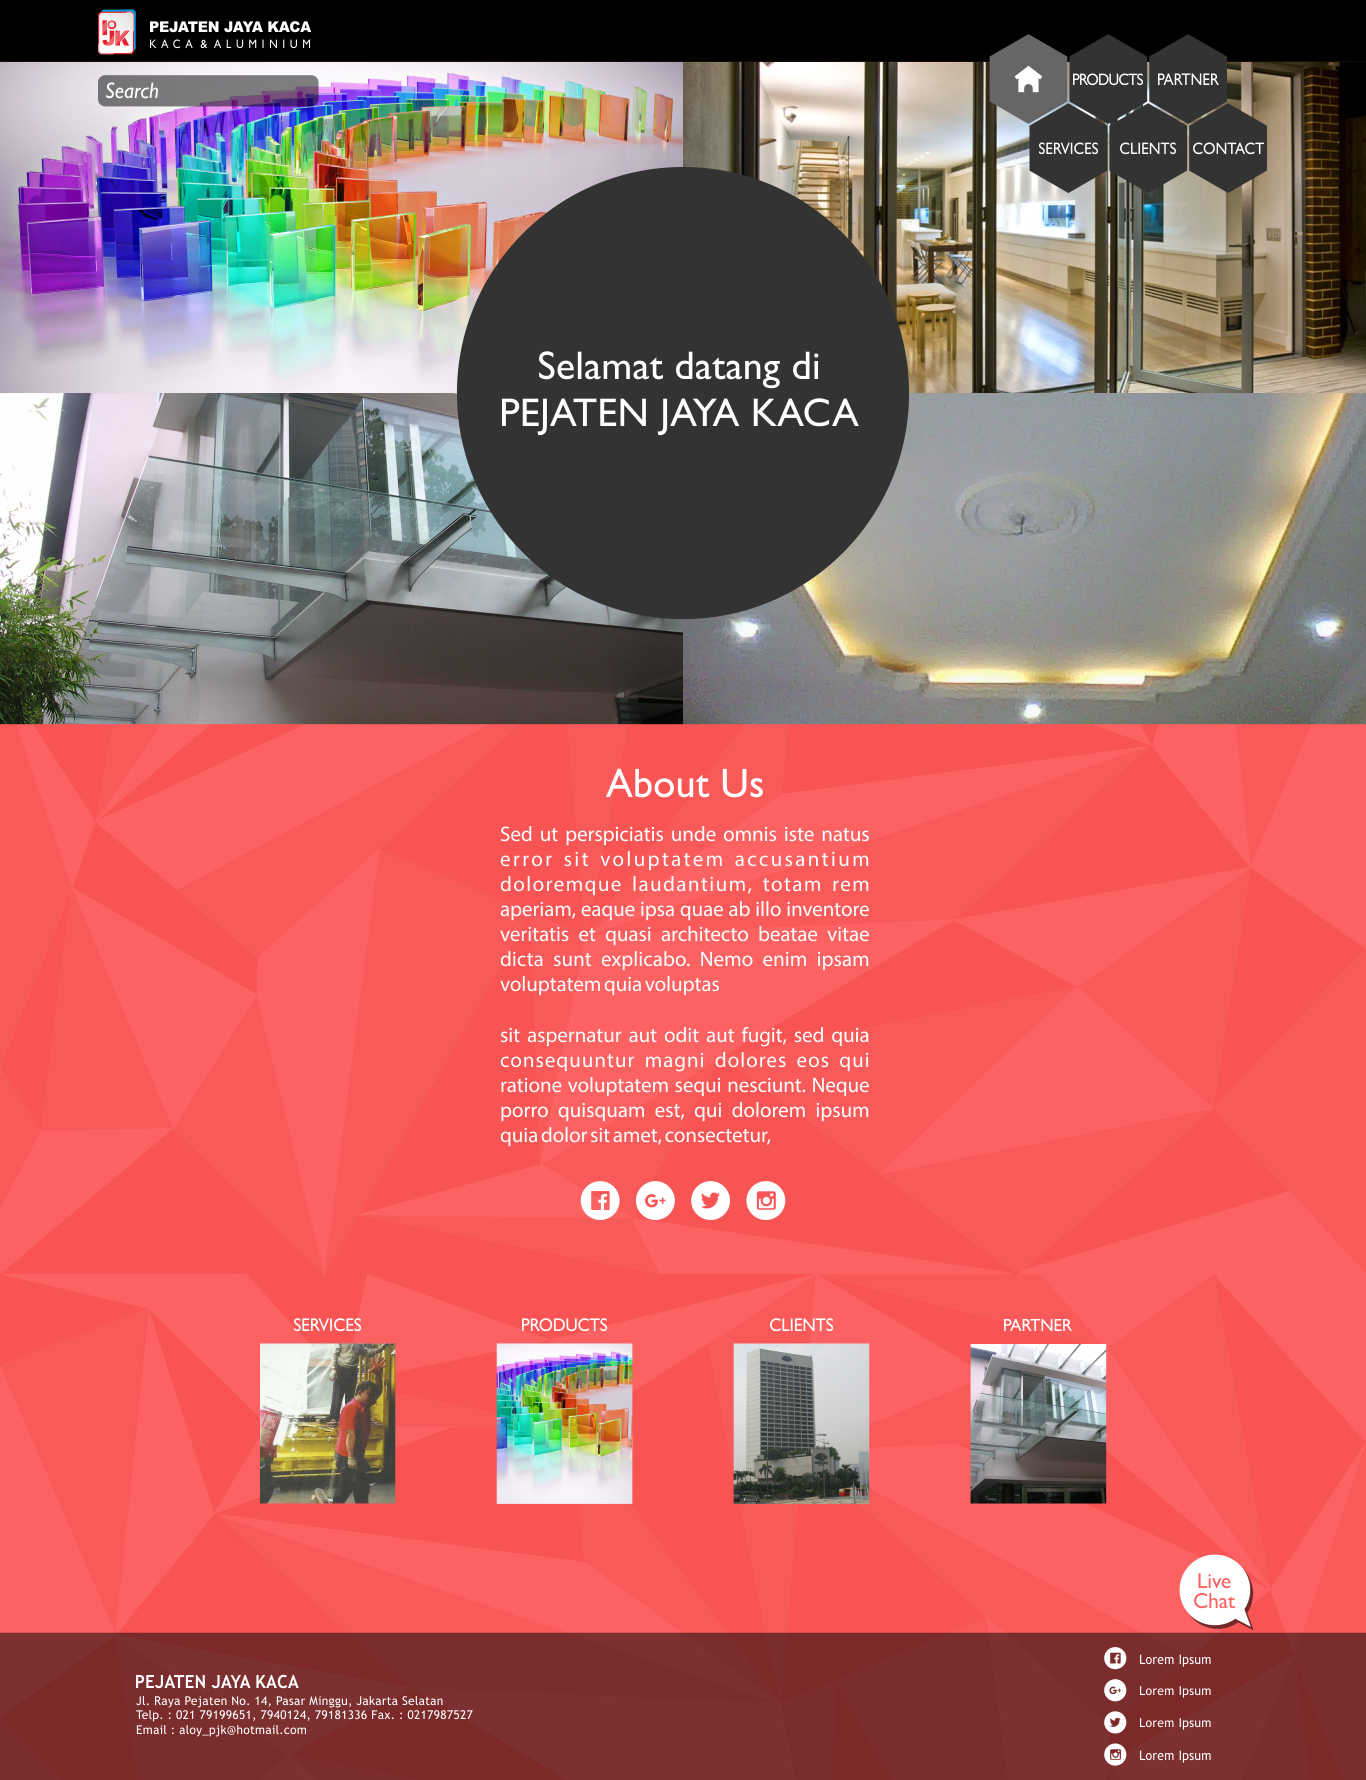 PJK
PEJATEN JAYA KACA
KACA & ALUMINIUM
Search
PRODUCTS PARTNER
SERVICES CLIENTS CONTACT
Selamat datang di
PEJATEN JAYA KACA
About Us
Sed ut perspiciatis unde omnis iste natus
error sit voluptatem accusantium
doloremque laudantium, totam rem
aperiam, eaque ipsa quae ab illo inventore
veritatis et quasi architecto beatae vitae
dicta sunt explicabo. Nemo enim ipsam
voluptatem quia voluptas
sit aspernatur aut odit aut fugit, sed quia
consequuntur magni dolores eos qui
ratione voluptatem sequi nesciunt. Neque
porro quisquam est, qui dolorem ipsum
quia dolor sit amet, consectetur,
SERVICES PRODUCTS CLIENTS PARTNER
Live
Chat
PEJATEN JAYA KACA
Jl. Raya Pejaten No. 14, Pasar Minggu, Jakarta Selatan
Telp. : 021 79199651, 7940124, 79181336 Fax. : 0217987527
Email : aloy_pjk@hotmail.com
Lorem Ipsum
Lorem Ipsum
Lorem Ipsum
Lorem Ipsum